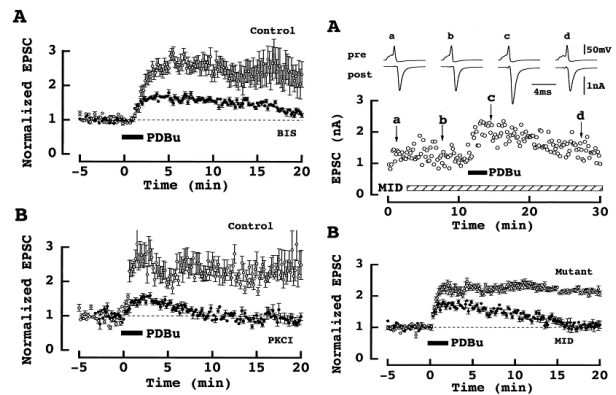 A
Control
Normalized EPSC
3
2
1
0
BIS
PDBu
-5 0 5 10 15 20
Time (min)
B
Control
Normalized EPSC
3
2
1
0
PKCI
PDBu
-5 0 5 10 15 20
Time (min)
A
a b c d
pre
50mV
post
4ms
1nA
EPSC (nA)
3
2
1
0
a b c d
PDBu
MID
0 10 20 30
Time (min)
B
Normalized EPSC
4
3
2
1
0
Mutant
MID
PDBu
-5 0 5 10 15 20
Time (min)